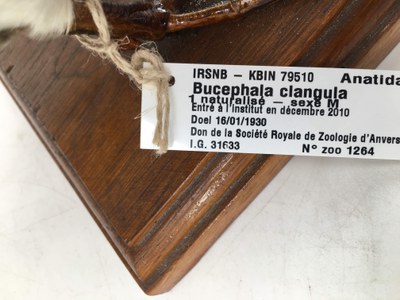 IRSNB – KBIN 79510 Anatida
Bucephala clangula
1 naturalisé – sexe M
Entré à l'Institut en décembre 2010
Doel 16/01/1930
Don de la Société Royale de Zoologie d'Anvers
I.G. 31633 N° zoo 1264